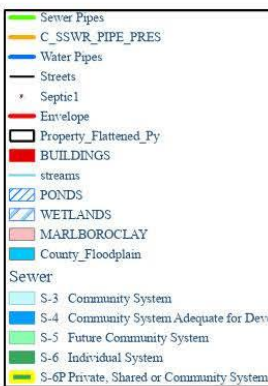 Sewer Pipes
C_SSWR_PIPE_PRES
Water Pipes
Streets
Septic1
Envelope
Property_Flattened_Py
BUILDINGS
streams
PONDS
WETLANDS
MARLBOROCLAY
County_Floodplain
Sewer
S-3 Community System
S-4 Community System Adequate for Dev
S-5 Future Community System
S-6 Individual System
S-6P Private, Shared or Community System